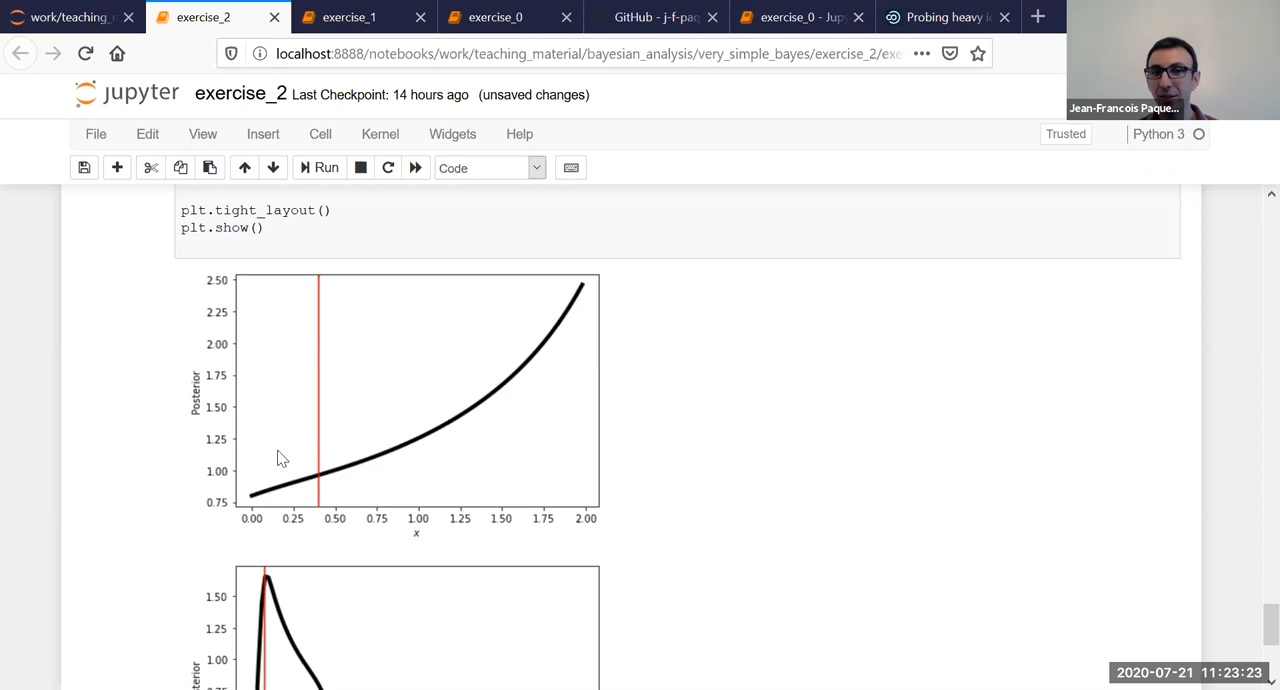 work/teaching_
exercise_2
exercise_1
exercise_0
GitHub - j-f-paq
exercise_0 - Jup
Probing heavy i
localhost:8888/notebooks/work/teaching_material/bayesian_analysis/very_simple_bayes/exercise_2/exe
jupyter
exercise_2 Last Checkpoint: 14 hours ago (unsaved changes)
Jean-Francois Paque...
File Edit View Insert Cell Kernel Widgets Help
Trusted
Python 3
Run
Code
plt.tight_layout()
plt.show()
2.50
2.25
2.00
1.75
1.50
1.25
1.00
0.75
Posterior
0.00 0.25 0.50 0.75 1.00 1.25 1.50 1.75 2.00
x
1.50
1.25
1.00
2020-07-21 11:23:23